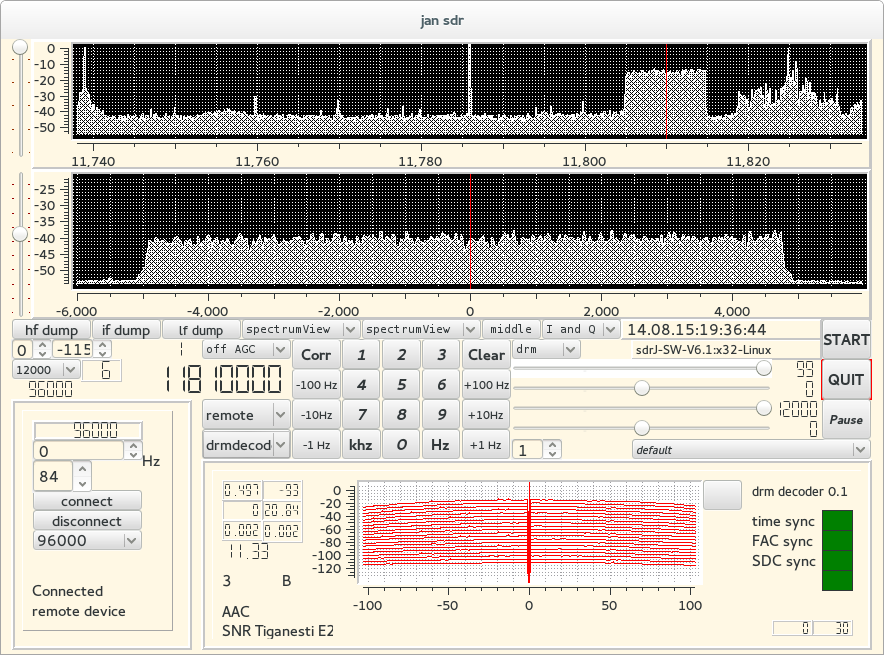 jan sdr
0
-10
-20
-30
-40
-50
11,740 11,760 11,780 11,800 11,820
-25
-30
-35
-40
-45
-50
-6,000 -4,000 -2,000 0 2,000 4,000
hf dump if dump lf dump spectrumView spectrumView middle I and Q 14.08.15:19:36:44 START
0 -115 off AGC Corr 1 2 3 Clear drm sdrJ-SW-V6.1:x32-Linux
12000 6 11810000 -100 Hz 4 5 6 +100 Hz 99 QUIT
96000 0
remote -10Hz 7 8 9 +10Hz 12000 Pause
drmdecod -1 Hz khz 0 Hz +1 Hz 1 0 default
96000
0 Hz
84
connect
disconnect
96000
Connected
remote device
0 20.84
0.002 0.002
11.33
3 B
AAC
SNR Tiganesti E2
0
-20
-40
-60
-80
-100
-120
-100 -50 0 50 100
drm decoder 0.1
time sync
FAC sync
SDC sync
0 30